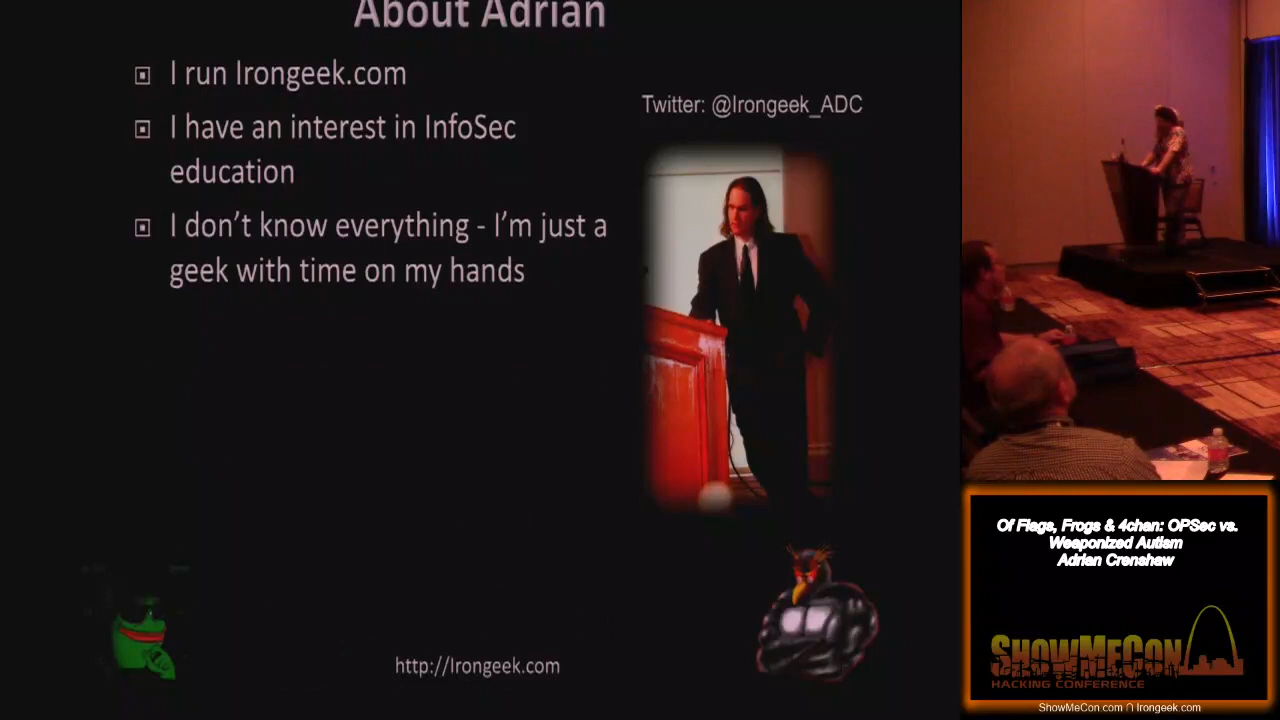 About Adrian
I run Irongeek.com
I have an interest in InfoSec
education
I don't know everything - I'm just a
geek with time on my hands
Twitter: @Irongeek_ADC
http://Irongeek.com
Of Flags, Frogs & 4chan: OPSec vs.
Weaponized Autism
Adrian Crenshaw
SHOWMECON
HACKING CONFERENCE
ShowMeCon.com ∩ Irongeek.com